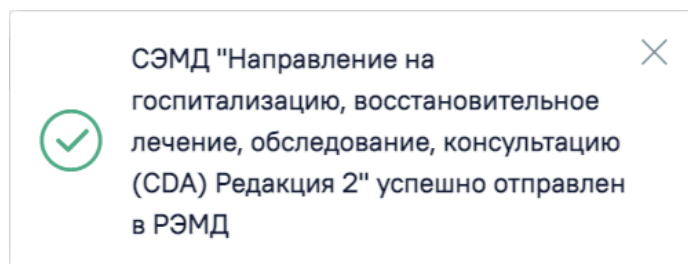 СЭМД "Направление на
госпитализацию, восстановительное
лечение, обследование, консультацию
(CDA) Редакция 2" успешно отправлен
в РЭМД